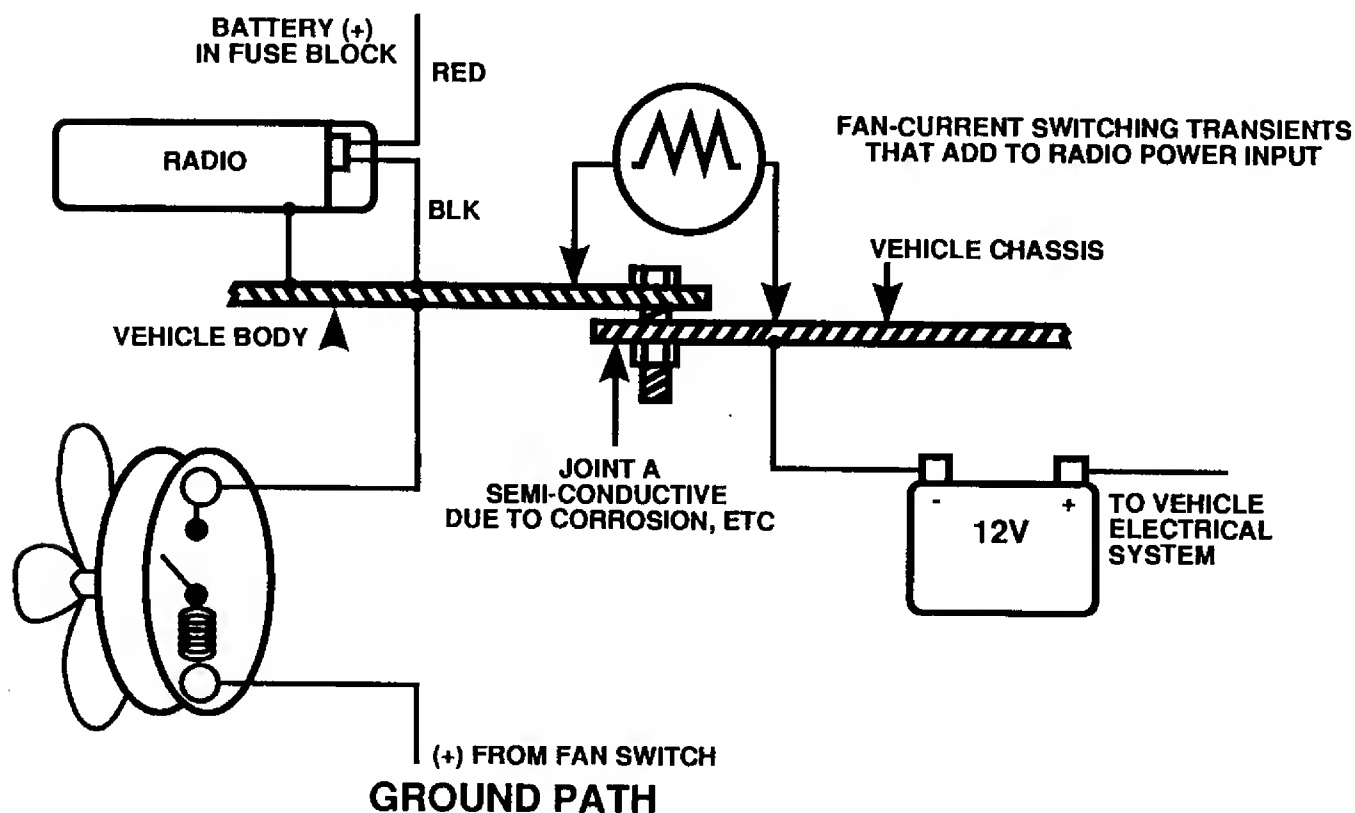 BATTERY (+)
IN FUSE BLOCK
RED
RADIO
FAN-CURRENT SWITCHING TRANSIENTS
THAT ADD TO RADIO POWER INPUT
BLK
VEHICLE CHASSIS
VEHICLE BODY
JOINT A
SEMI-CONDUCTIVE
DUE TO CORROSION, ETC
- +
12V
TO VEHICLE
ELECTRICAL
SYSTEM
(+) FROM FAN SWITCH
GROUND PATH